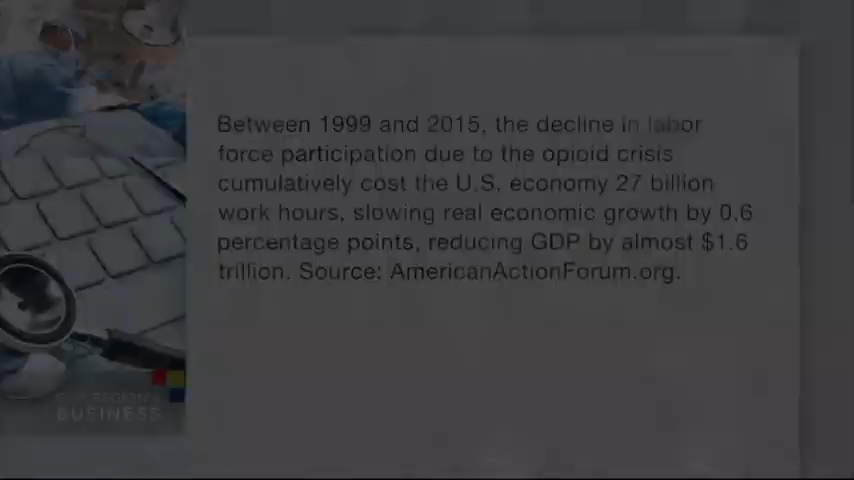 Between 1999 and 2015, the decline in labor
force participation due to the opioid crisis
cumulatively cost the U.S. economy 27 billion
work hours, slowing real economic growth by 0.6
percentage points, reducing GDP by almost $1.6
trillion. Source: AmericanActionForum.org.
OUR REGION'S
BUSINESS